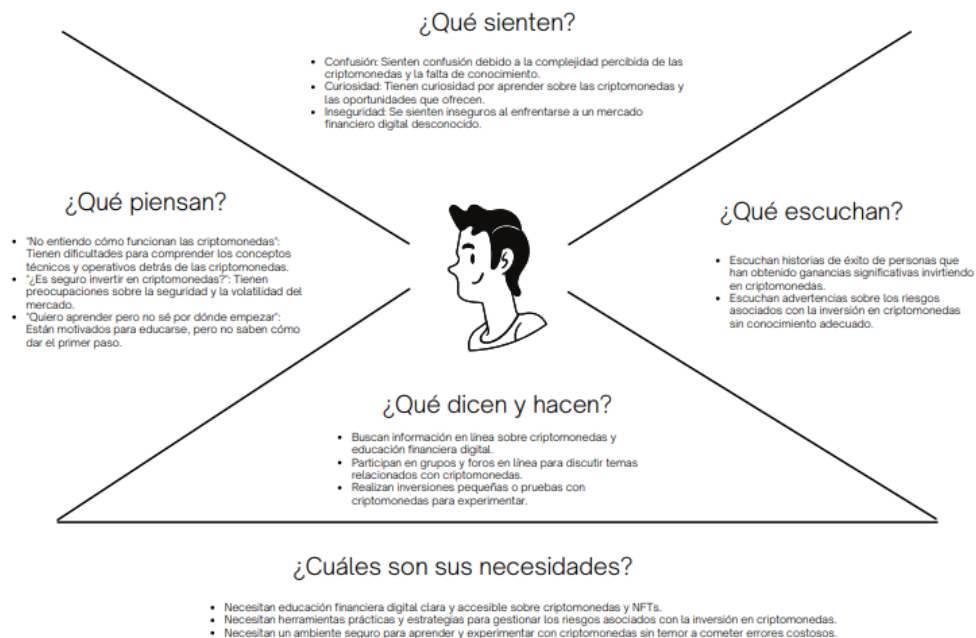 ¿Qué sienten?
• Confusión: Sienten confusión debido a la complejidad percibida de las
criptomonedas y la falta de conocimiento.
• Curiosidad: Tienen curiosidad por aprender sobre las criptomonedas y
las oportunidades que ofrecen.
• Inseguridad: Se sienten inseguros al enfrentarse a un mercado
financiero digital desconocido.
¿Qué piensan?
• "No entiendo cómo funcionan las criptomonedas":
Tienen dificultades para comprender los conceptos
técnicos y operativos detrás de las criptomonedas.
• "¿Es seguro invertir en criptomonedas?": Tienen
preocupaciones sobre la seguridad y la volatilidad del
mercado.
• "Quiero aprender pero no sé por dónde empezar":
Están motivados para educarse, pero no saben cómo
dar el primer paso.
¿Qué escuchan?
• Escuchan historias de éxito de personas que
han obtenido ganancias significativas invirtiendo
en criptomonedas.
• Escuchan advertencias sobre los riesgos
asociados con la inversión en criptomonedas
sin conocimiento adecuado.
¿Qué dicen y hacen?
• Buscan información en línea sobre criptomonedas y
educación financiera digital.
• Participan en grupos y foros en línea para discutir temas
relacionados con criptomonedas.
• Realizan inversiones pequeñas o pruebas con
criptomonedas para experimentar.
¿Cuáles son sus necesidades?
• Necesitan educación financiera digital clara y accesible sobre criptomonedas y NFTs.
• Necesitan herramientas prácticas y estrategias para gestionar los riesgos asociados con la inversión en criptomonedas.
• Necesitan un ambiente seguro para aprender y experimentar con criptomonedas sin temor a cometer errores costosos.